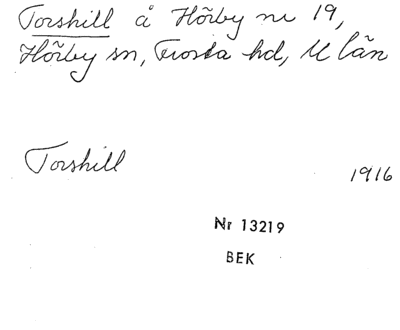 Torshill å Hörby nr 19,
Hörby sn, Frosta hd, M län
Torshill 1916
Nr 13219
BEK